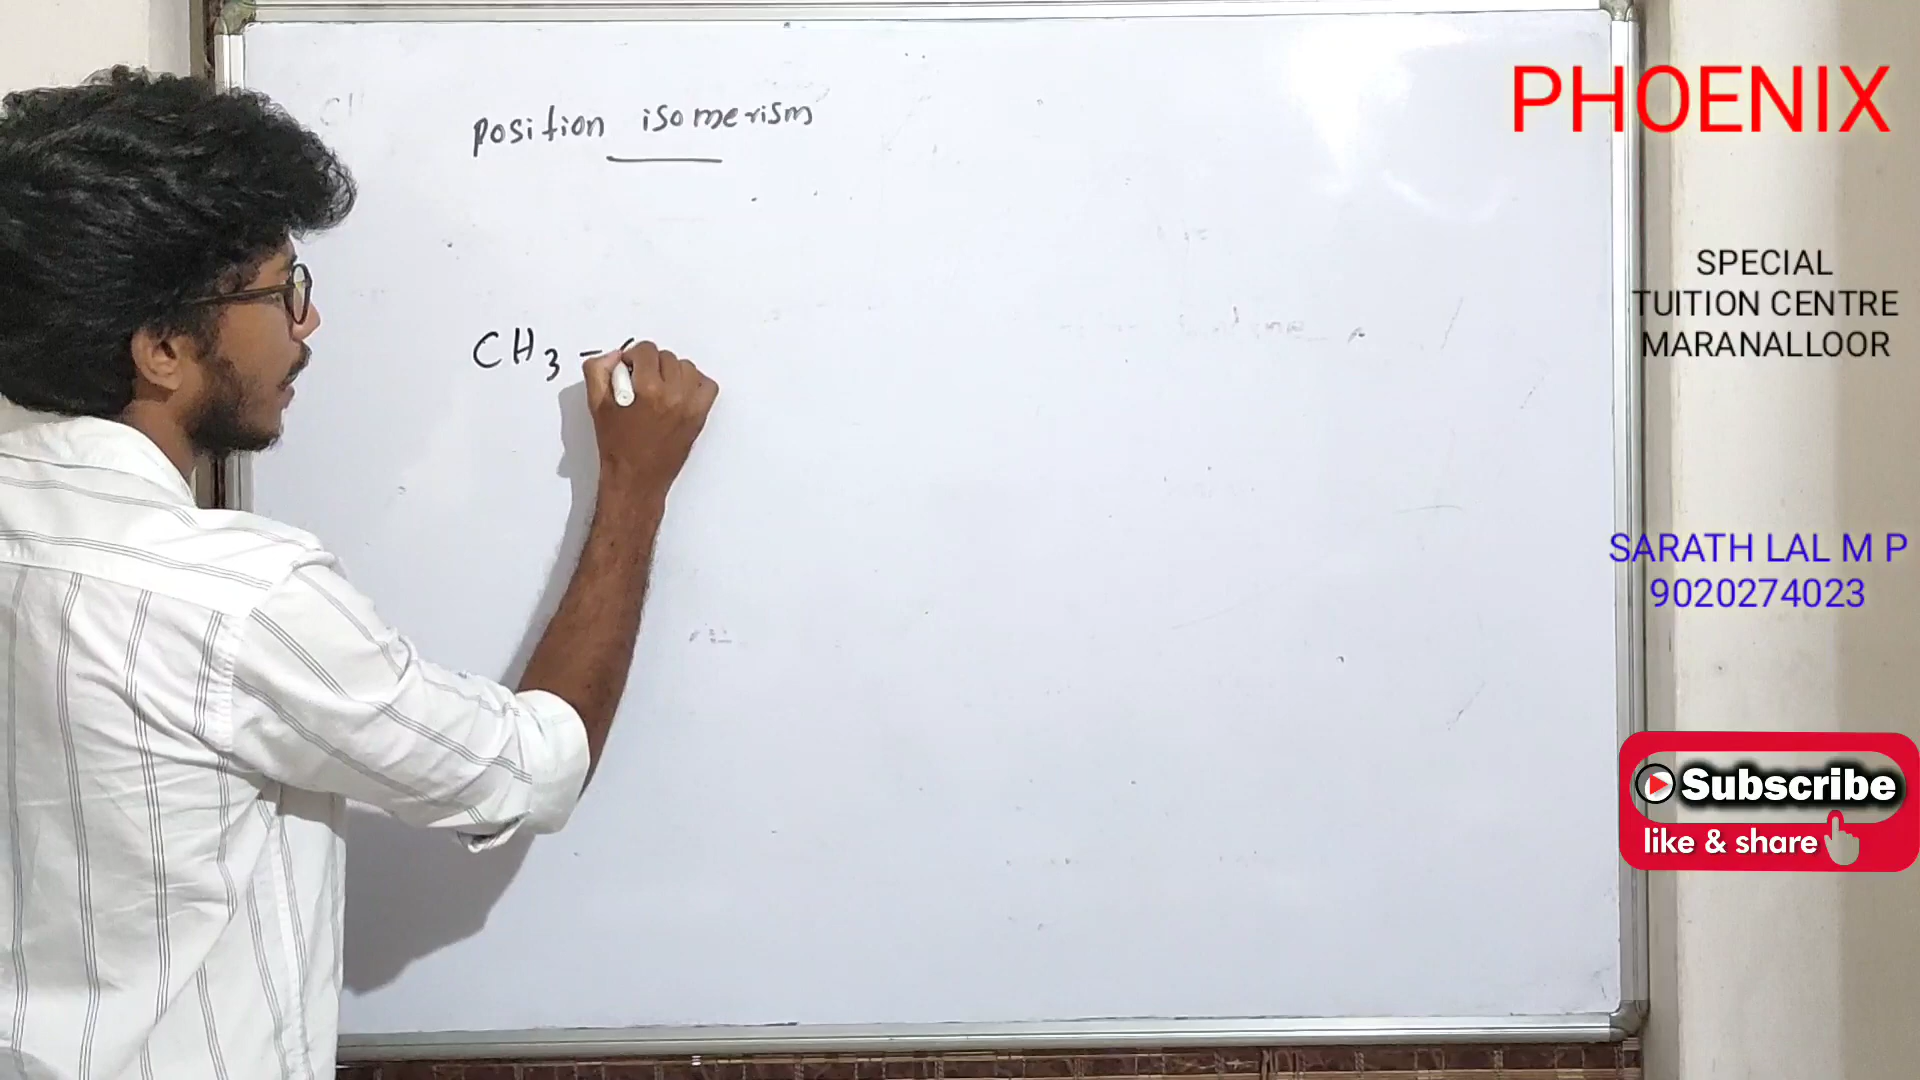 position isomerism
CH3 - C
PHOENIX
SPECIAL
TUITION CENTRE
MARANALLOOR
SARATH LAL M P
9020274023
Subscribe
like & share